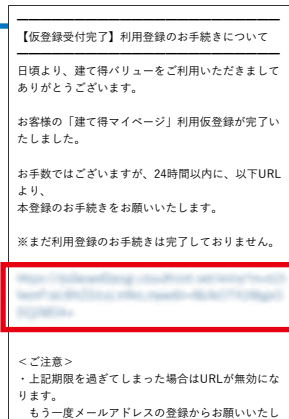 【仮登録受付完了】利用登録のお手続きについて
日頃より、建て得バリューをご利用いただきまして
ありがとうございます。
お客様の「建て得マイページ」利用仮登録が完了い
たしました。
お手数ではございますが、24時間以内に、以下URL
より、
本登録のお手続きをお願いいたします。
※まだ利用登録のお手続きは完了しておりません。
＜ご注意＞
・上記期限を過ぎてしまった場合はURLが無効にな
ります。
もう一度メールアドレスの登録からお願いいたし